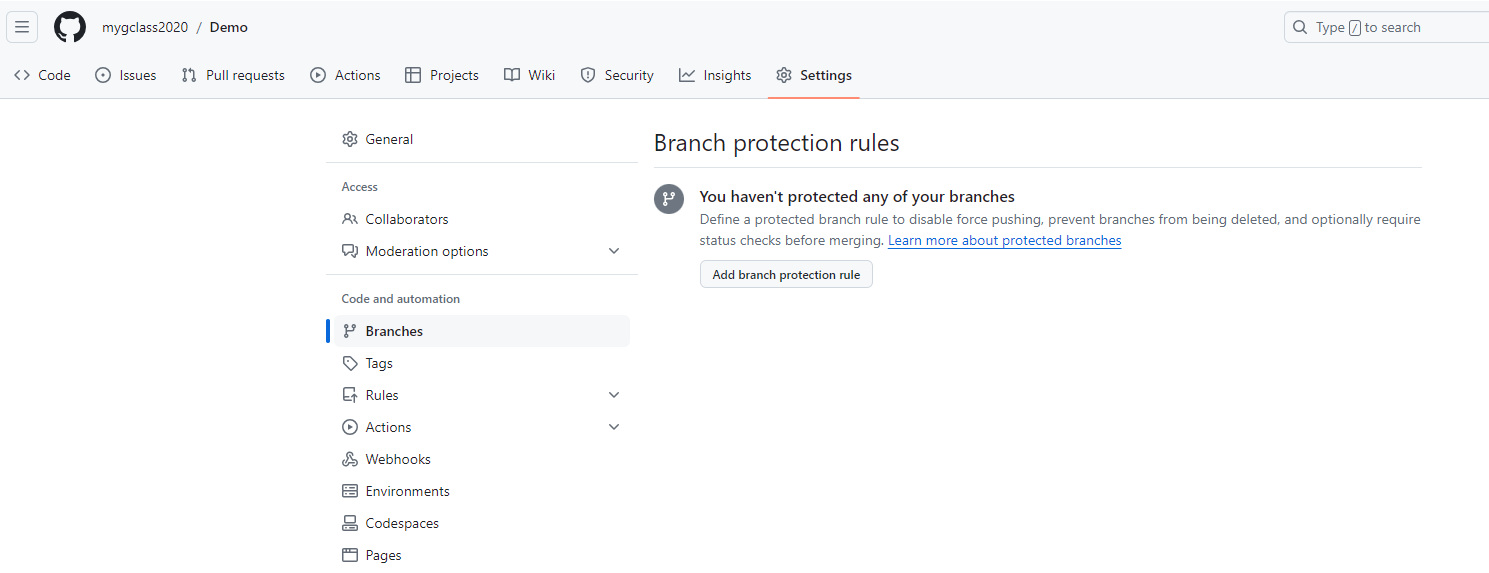 mygclass2020 / Demo
Type / to search
Code Issues Pull requests Actions Projects Wiki Security Insights Settings
General
Access
Collaborators
Moderation options
Code and automation
Branches
Tags
Rules
Actions
Webhooks
Environments
Codespaces
Pages
Branch protection rules
You haven't protected any of your branches
Define a protected branch rule to disable force pushing, prevent branches from being deleted, and optionally require
status checks before merging. Learn more about protected branches
Add branch protection rule